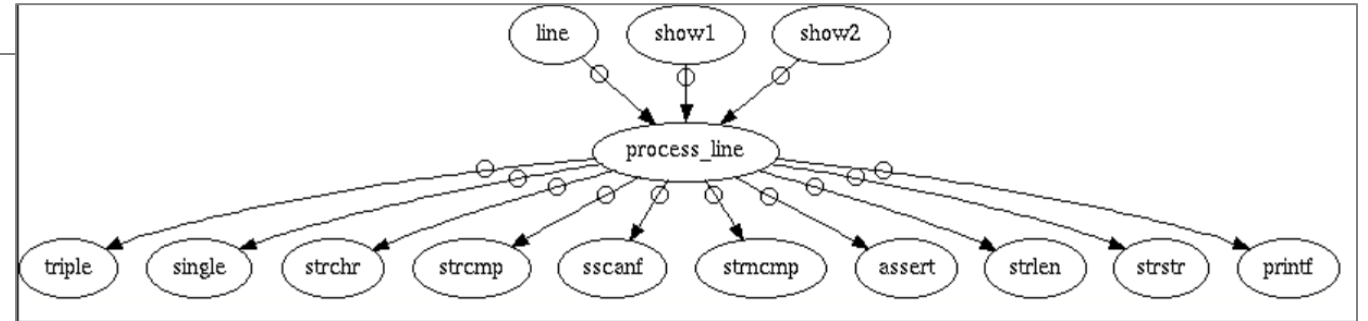 line show1 show2
process_line
triple single strchr strcmp sscanf strncmp assert strlen strstr printf